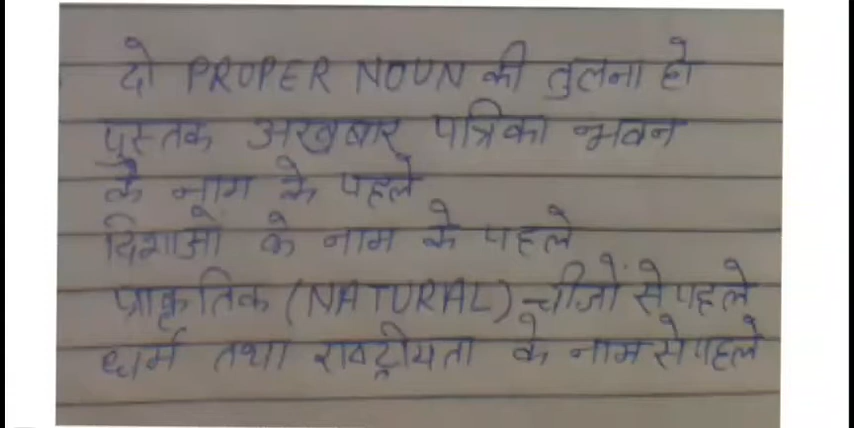 दो PROPER NOUN की तुलना हो
पुस्तक अखबार पत्रिका भवन
के नाम के पहले
दिशाओं के नाम के पहले
प्राकृतिक (NATURAL) चीजों से पहले
धर्म तथा राष्ट्रीयता के नाम से पहले